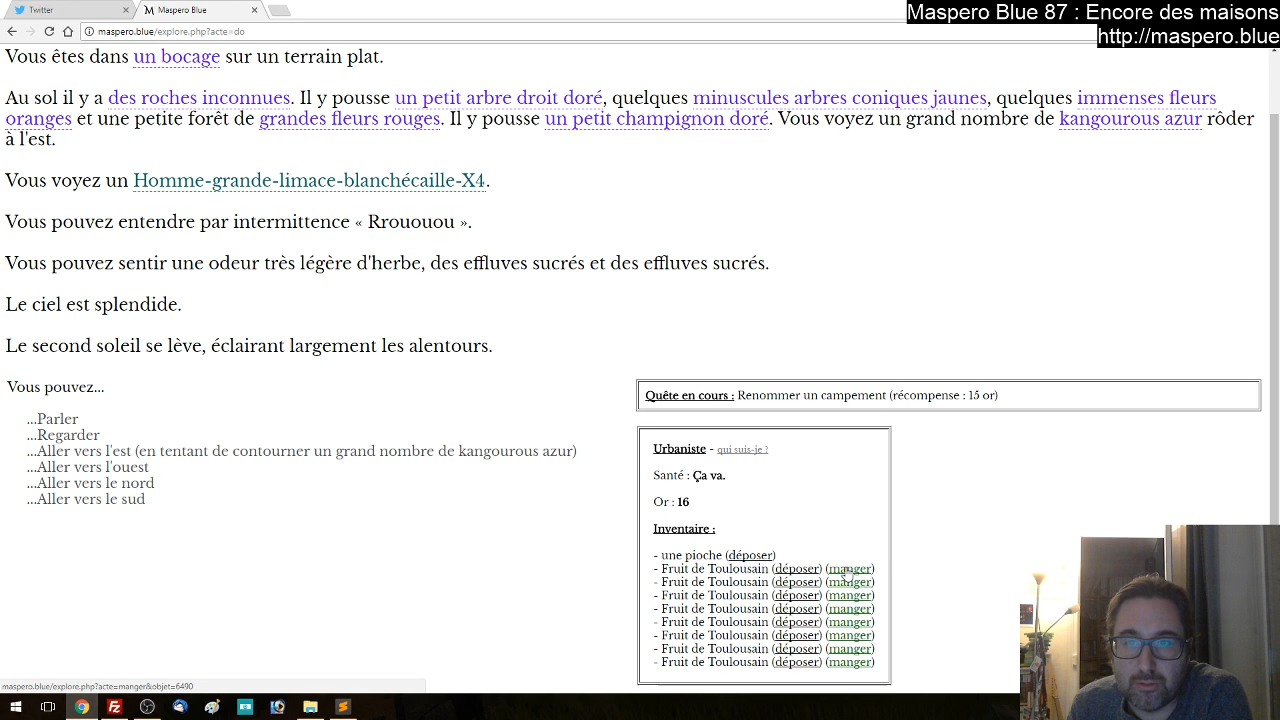 Twitter
Maspero Blue
maspero.blue/explore.php?acte=do
Maspero Blue 87 : Encore des maisons
http://maspero.blue
Vous êtes dans un bocage sur un terrain plat.
Au sol il y a des roches inconnues. Il y pousse un petit arbre droit doré, quelques minuscules arbres coniques jaunes, quelques immenses fleurs
oranges et une petite forêt de grandes fleurs rouges. Il y pousse un petit champignon doré. Vous voyez un grand nombre de kangourous azur rôder
à l'est.
Vous voyez un Homme-grande-limace-blanchécaille-X4.
Vous pouvez entendre par intermittence « Rrououou ».
Vous pouvez sentir une odeur très légère d'herbe, des effluves sucrés et des effluves sucrés.
Le ciel est splendide.
Le second soleil se lève, éclairant largement les alentours.
Vous pouvez...
...Parler
...Regarder
...Aller vers l'est (en tentant de contourner un grand nombre de kangourous azur)
...Aller vers l'ouest
...Aller vers le nord
...Aller vers le sud
Quête en cours : Renommer un campement (récompense : 15 or)
Urbaniste - qui suis-je ?
Santé : Ça va.
Or : 16
Inventaire :
- une pioche (déposer)
- Fruit de Toulousain (déposer) (manger)
- Fruit de Toulousain (déposer) (manger)
- Fruit de Toulousain (déposer) (manger)
- Fruit de Toulousain (déposer) (manger)
- Fruit de Toulousain (déposer) (manger)
- Fruit de Toulousain (déposer) (manger)
- Fruit de Toulousain (déposer) (manger)
- Fruit de Toulousain (déposer) (manger)
maspero.blue/explore.php?acte=manger&objet=6490